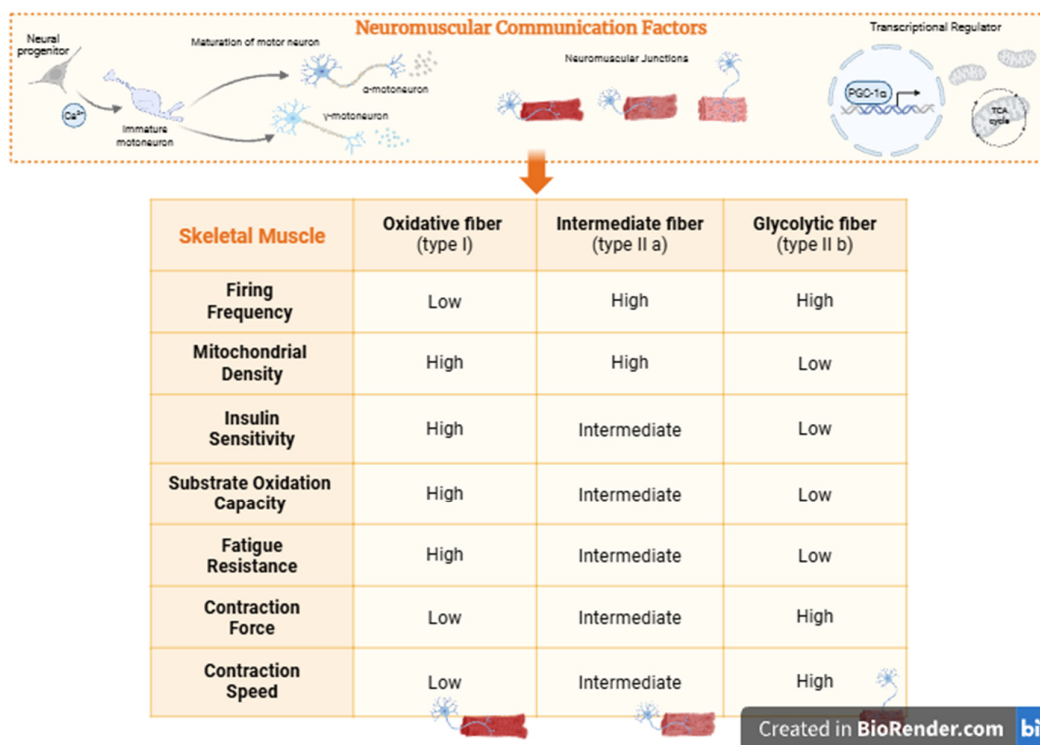 Neuromuscular Communication Factors
Neural
progenitor
Ca²⁺
Immature
motoneuron
Maturation of motor neuron
α-motoneuron
γ-motoneuron
Neuromuscular Junctions
Transcriptional Regulator
PGC-1α
TCA
cycle
Skeletal Muscle
Oxidative fiber
(type I)
Intermediate fiber
(type II a)
Glycolytic fiber
(type II b)
Firing
Frequency
Low
High
High
Mitochondrial
Density
High
High
Low
Insulin
Sensitivity
High
Intermediate
Low
Substrate Oxidation
Capacity
High
Intermediate
Low
Fatigue
Resistance
High
Intermediate
Low
Contraction
Force
Low
Intermediate
High
Contraction
Speed
Low
Intermediate
High
Created in BioRender.com bi